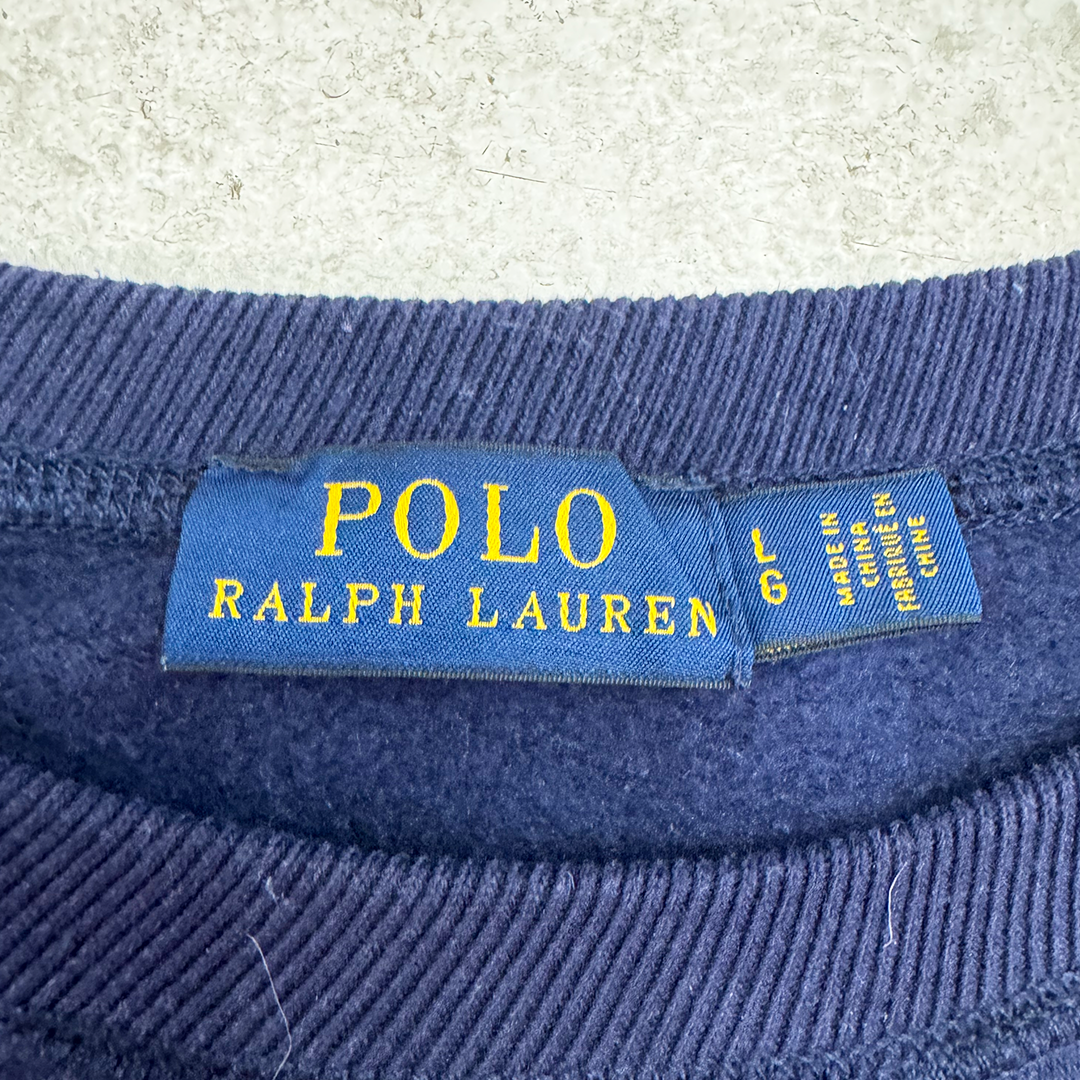 POLO
RALPH LAUREN
L
G
MADE IN
CHINA
FABRIQUÉ EN
CHINE